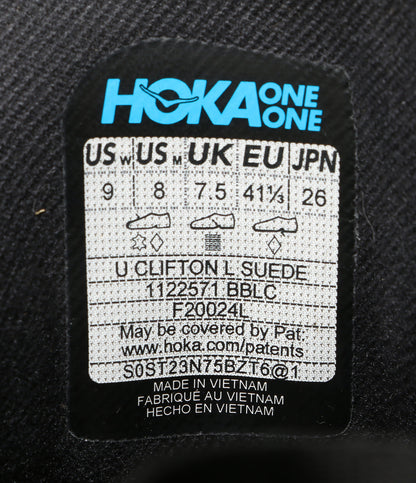 HOKA ONE ONE
US W US M UK EU JPN
9 8 7.5 41⅓ 26
U CLIFTON L SUEDE
1122571 BBLC
F20024L
May be covered by Pat.
www.hoka.com/patents
S0ST23N75BZT6@1
MADE IN VIETNAM
FABRIQUÉ AU VIETNAM
HECHO EN VIETNAM